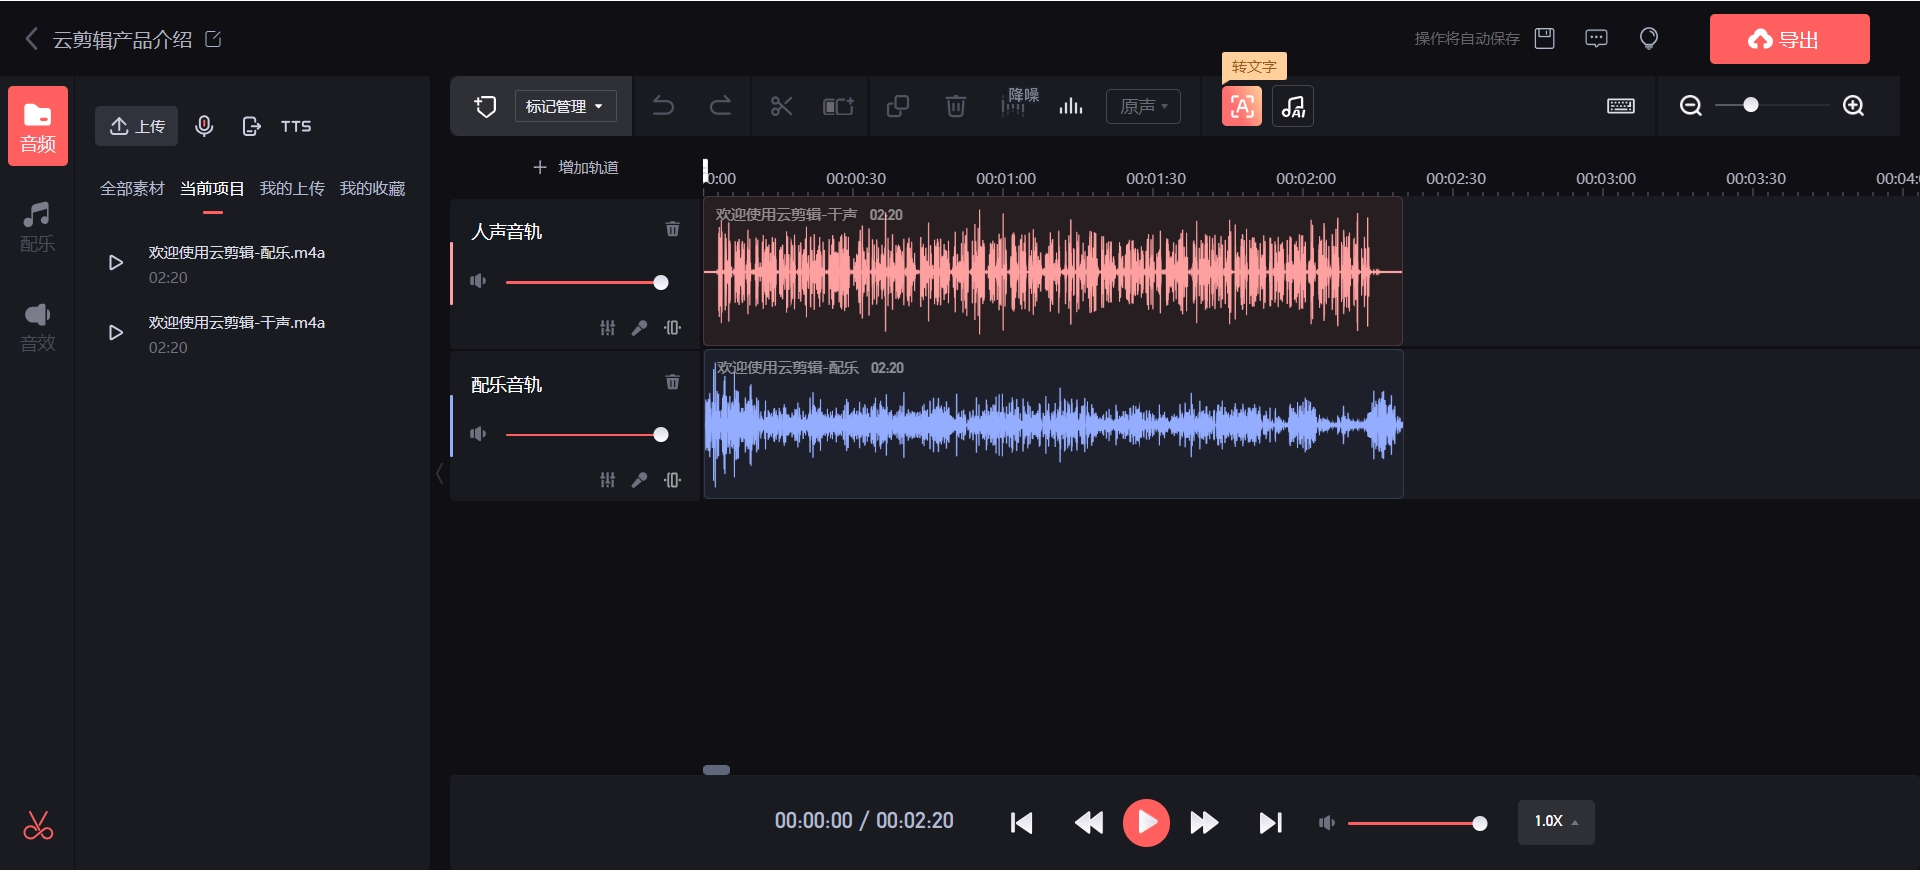 云剪辑产品介绍
操作将自动保存
导出
音频
配乐
音效
上传
TTS
全部素材 当前项目 我的上传 我的收藏
欢迎使用云剪辑-配乐.m4a
02:20
欢迎使用云剪辑-干声.m4a
02:20
标记管理
降噪
原声
转文字
A
AI
增加轨道
0:00 00:00:30 00:01:00 00:01:30 00:02:00 00:02:30 00:03:00 00:03:30 00:04:
人声音轨
欢迎使用云剪辑-干声 02:20
配乐音轨
欢迎使用云剪辑-配乐 02:20
00:00:00 / 00:02:20
1.0X